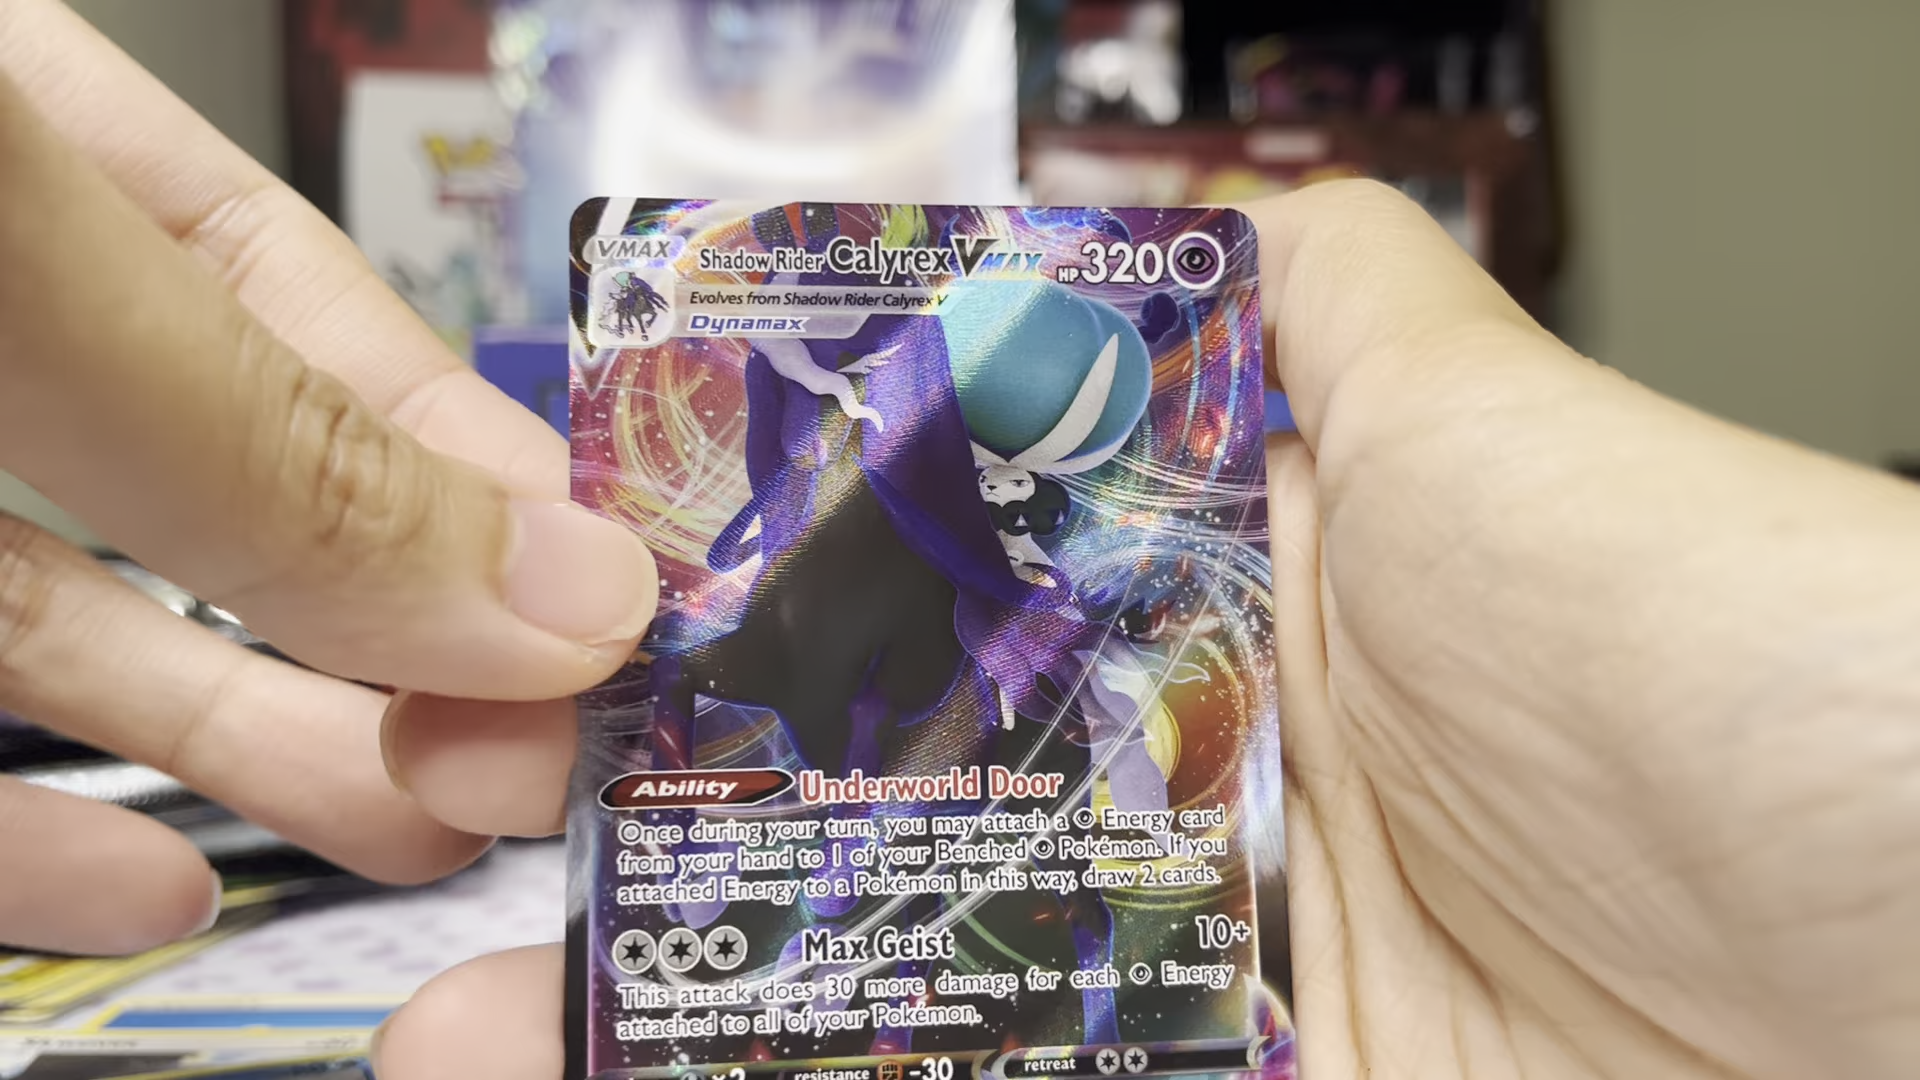 VMAX
Shadow Rider Calyrex VMAX HP 320
Evolves from Shadow Rider Calyrex V
Dynamax
Ability Underworld Door
Once during your turn, you may attach a Energy card
from your hand to 1 of your Benched Pokémon. If you
attached Energy to a Pokémon in this way, draw 2 cards.
Max Geist 10+
This attack does 30 more damage for each Energy
attached to all of your Pokémon.
×2 resistance -30 retreat